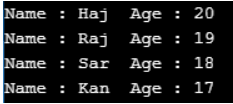 Name : Haj  Age : 20
Name : Raj  Age : 19
Name : Sar  Age : 18
Name : Kan  Age : 17